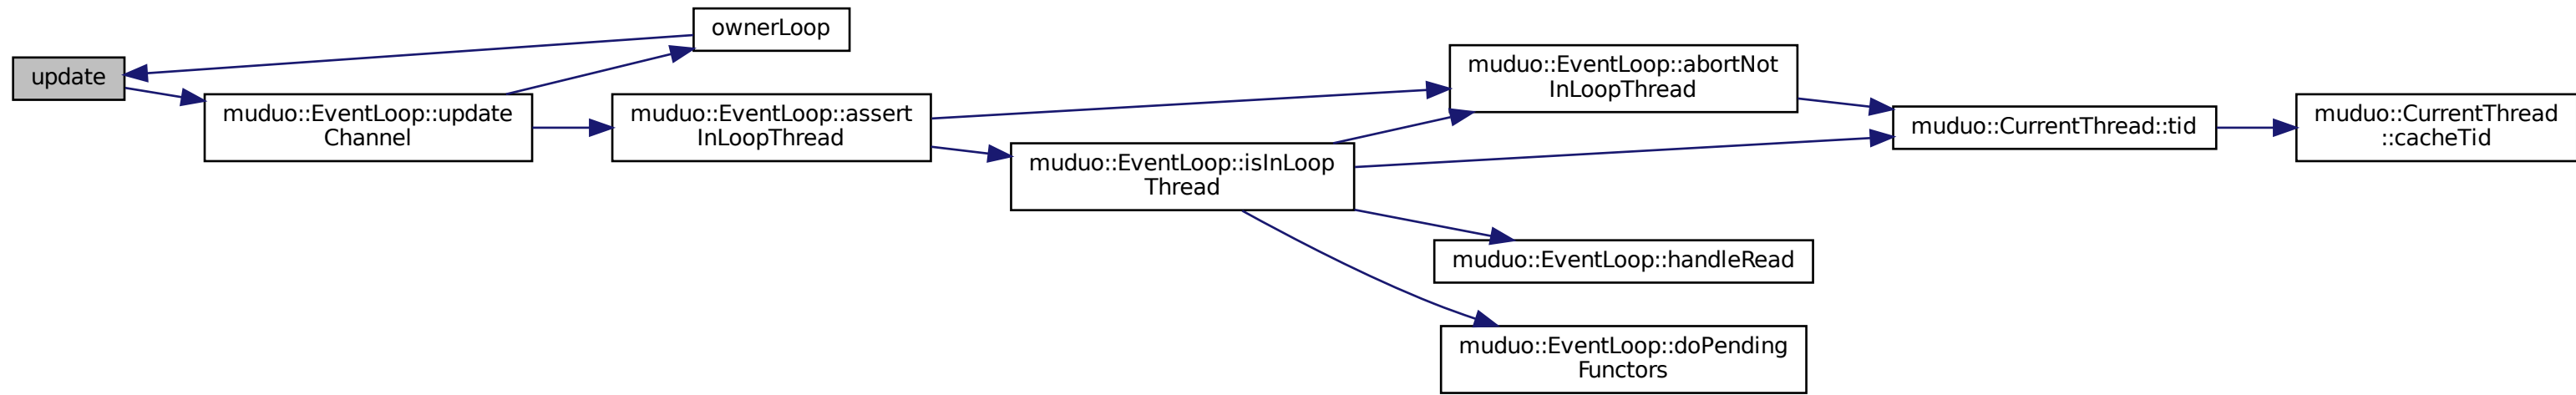 update
ownerLoop
muduo::EventLoop::update
Channel
muduo::EventLoop::assert
InLoopThread
muduo::EventLoop::isInLoop
Thread
muduo::EventLoop::abortNot
InLoopThread
muduo::EventLoop::handleRead
muduo::EventLoop::doPending
Functors
muduo::CurrentThread::tid
muduo::CurrentThread
::cacheTid